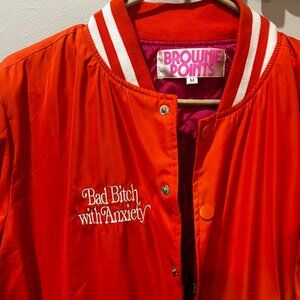 BROWNIE
POINTS
M
Bad Bitch
with Anxiety